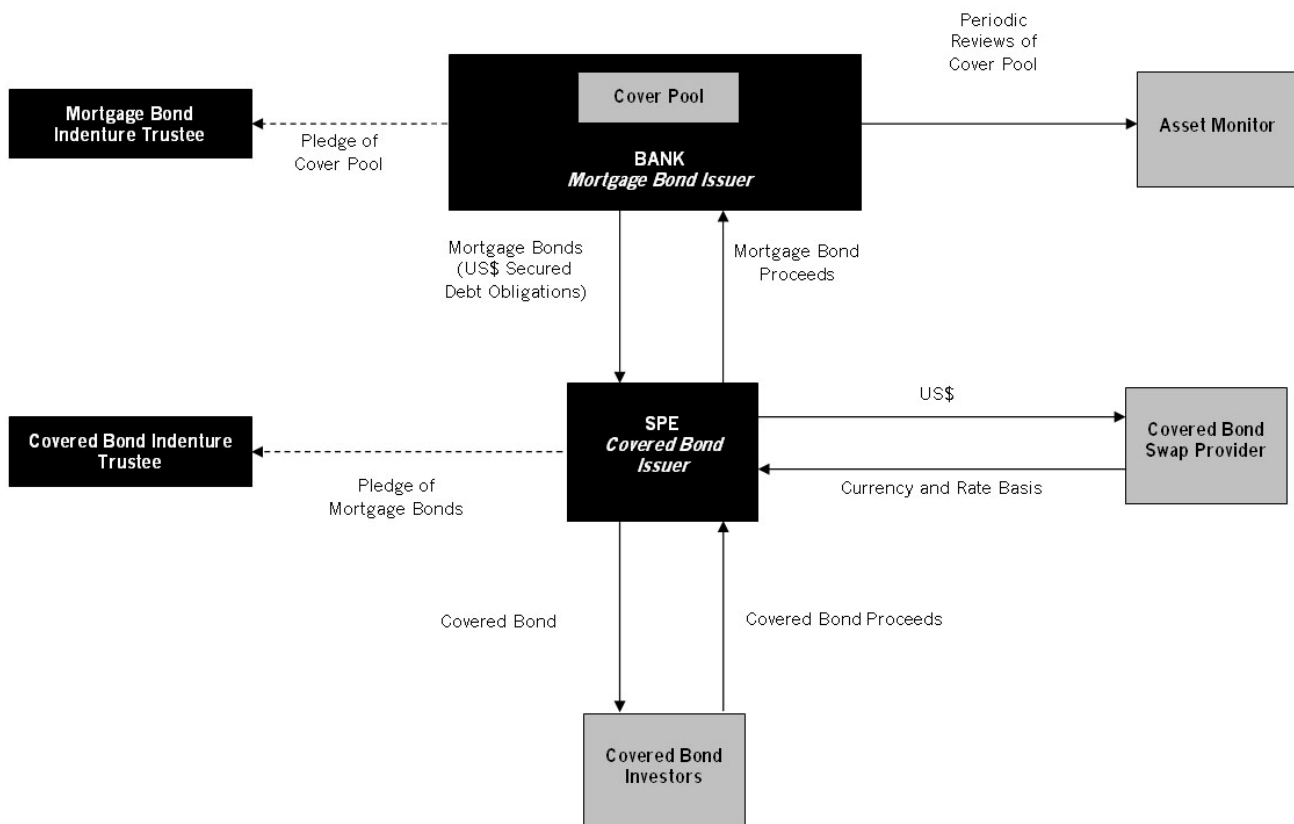 Periodic
Reviews of
Cover Pool
Cover Pool
Mortgage Bond
Indenture Trustee
Pledge of
Cover Pool
BANK
Mortgage Bond Issuer
Asset Monitor
Mortgage Bonds
(US$ Secured
Debt Obligations)
Mortgage Bond
Proceeds
Covered Bond Indenture
Trustee
Pledge of
Mortgage Bonds
SPE
Covered Bond
Issuer
US$
Currency and Rate Basis
Covered Bond
Swap Provider
Covered Bond
Covered Bond Proceeds
Covered Bond
Investors